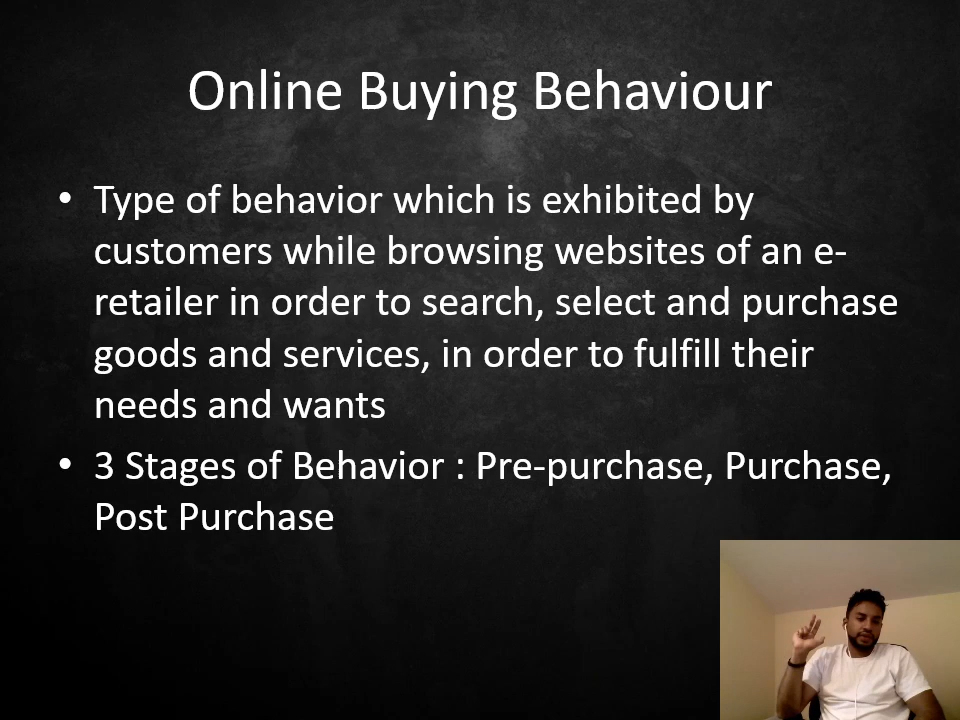 Online Buying Behaviour
• Type of behavior which is exhibited by
customers while browsing websites of an e-
retailer in order to search, select and purchase
goods and services, in order to fulfill their
needs and wants
• 3 Stages of Behavior : Pre-purchase, Purchase,
Post Purchase